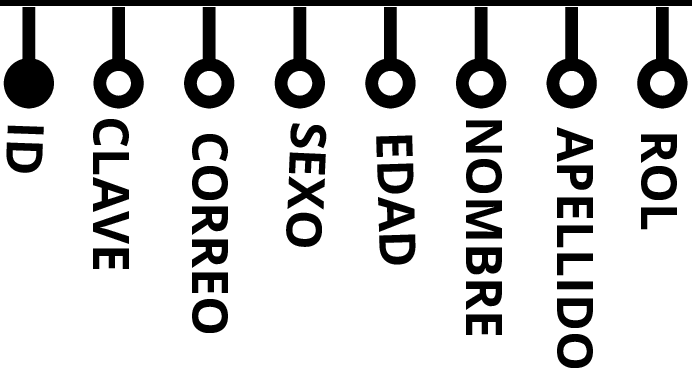 ID
CLAVE
CORREO
SEXO
EDAD
NOMBRE
APELLIDO
ROL